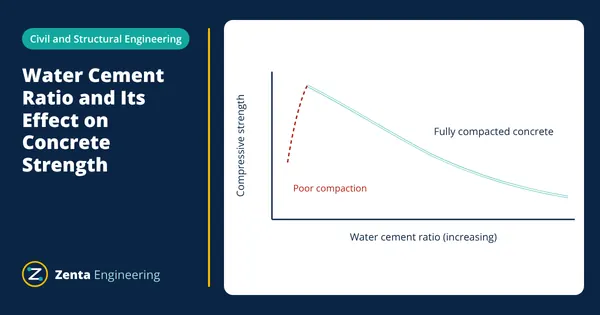 Civil and Structural Engineering
Water Cement
Ratio and Its
Effect on
Concrete
Strength
Zenta Engineering
Compressive strength
Fully compacted concrete
Poor compaction
Water cement ratio (increasing)